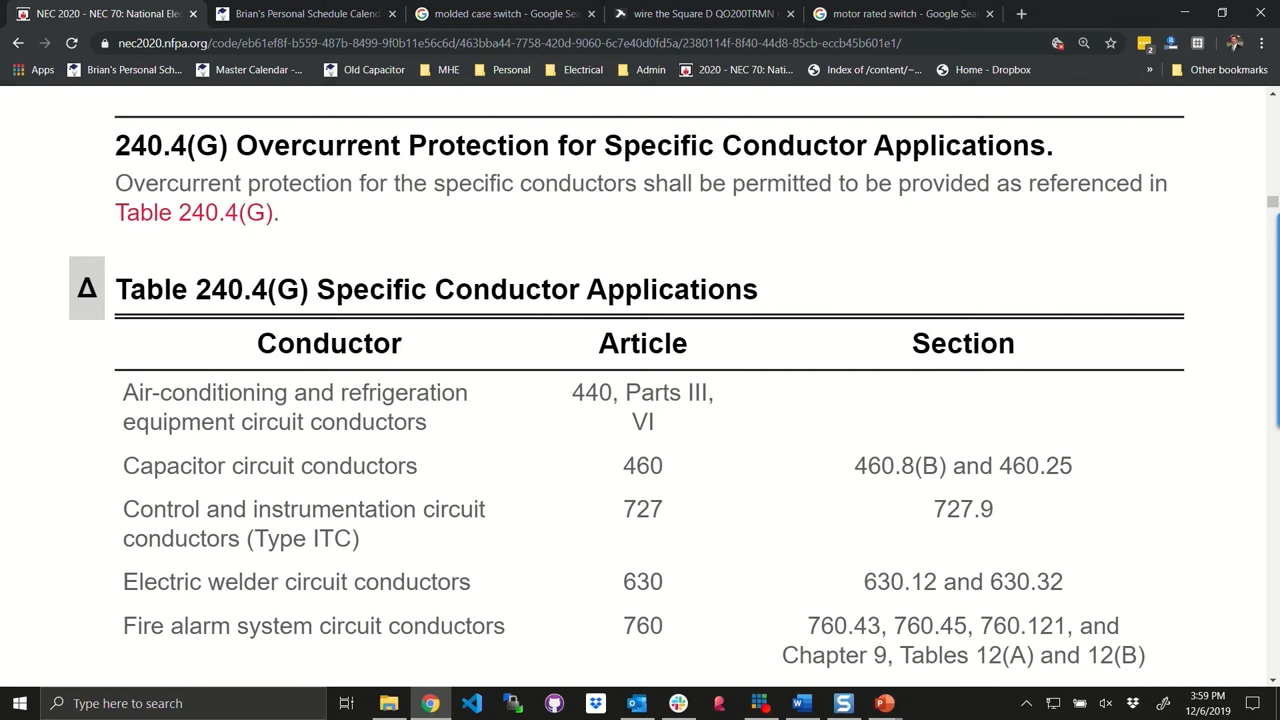 2020 - NEC 70: National Ele
Brian's Personal Schedule Calend
molded case switch - Google Sea
wire the Square D QO200TRMN
motor rated switch - Google Sea
nec2020.nfpa.org/code/eb61ef8f-b559-487b-8499-9f0b11e56c6d/463bba44-7758-420d-9060-6c7e40d0fd5a/2380114f-8f40-44d8-85cb-eccb45b601e1/
Apps
Brian's Personal Sch...
Master Calendar -...
Old Capacitor
MHE
Personal
Electrical
Admin
2020 - NEC 70: Nati...
Index of /content/~...
Home - Dropbox
»
Other bookmarks
240.4(G) Overcurrent Protection for Specific Conductor Applications.
Overcurrent protection for the specific conductors shall be permitted to be provided as referenced in
Table 240.4(G).
Δ Table 240.4(G) Specific Conductor Applications
Conductor Article Section
Air-conditioning and refrigeration 440, Parts III,
equipment circuit conductors VI
Capacitor circuit conductors 460 460.8(B) and 460.25
Control and instrumentation circuit 727 727.9
conductors (Type ITC)
Electric welder circuit conductors 630 630.12 and 630.32
Fire alarm system circuit conductors 760 760.43, 760.45, 760.121, and
Chapter 9, Tables 12(A) and 12(B)
Type here to search
3:59 PM
12/6/2019